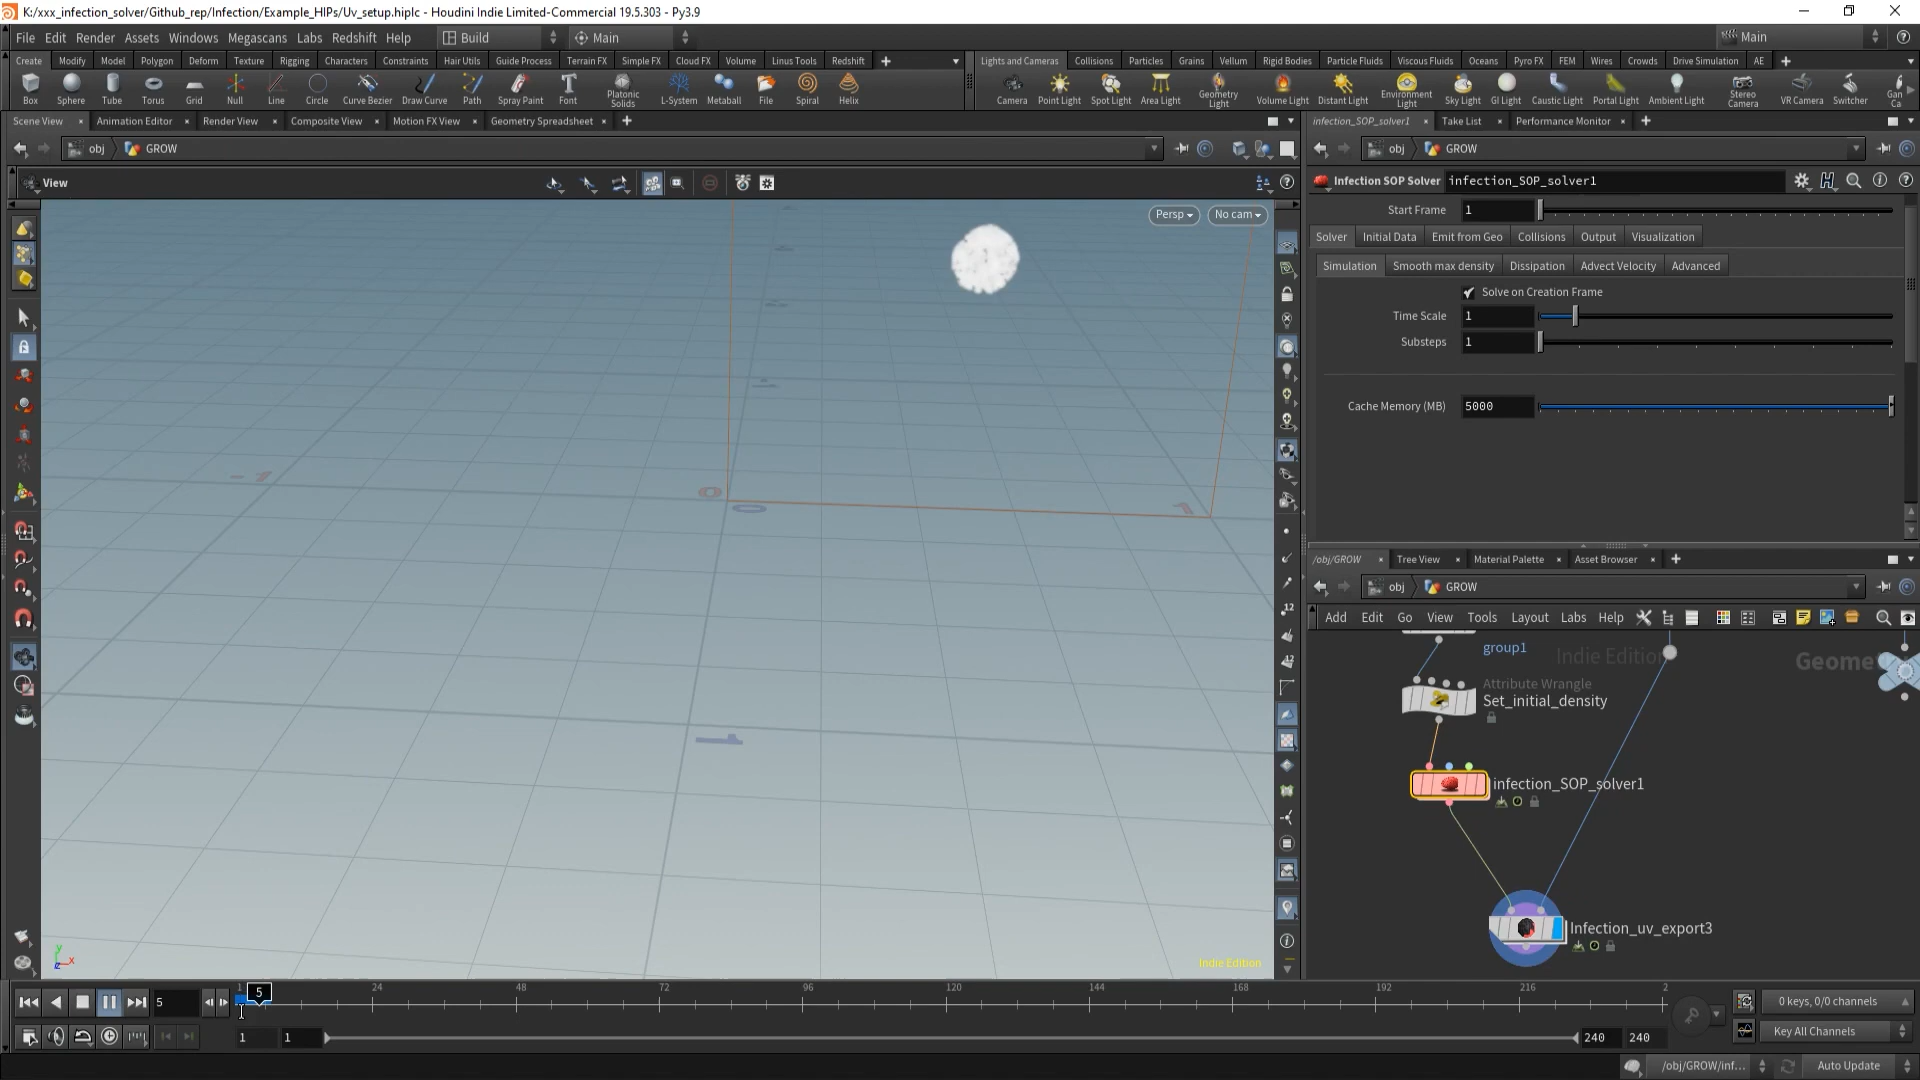 K:/xxx_infection_solver/Github_rep/Infection/Example_HIPs/Uv_setup.hiplc - Houdini Indie Limited-Commercial 19.5.303 - Py3.9
File Edit Render Assets Windows Megascans Labs Redshift Help Build Main Main
Create Modify Model Polygon Deform Texture Rigging Characters Constraints Hair Utils Guide Process Terrain FX Simple FX Cloud FX Volume Linus Tools Redshift
Lights and Cameras Collisions Particles Grains Vellum Rigid Bodies Particle Fluids Viscous Fluids Oceans Pyro FX FEM Wires Crowds Drive Simulation AE
Box Sphere Tube Torus Grid Null Line Circle Curve Bezier Draw Curve Path Spray Paint Font Platonic Solids L-System Metaball File Spiral Helix
Camera Point Light Spot Light Area Light Geometry Light Volume Light Distant Light Environment Light Sky Light GI Light Caustic Light Portal Light Ambient Light Stereo Camera VR Camera Switcher Gan Ca
Scene View Animation Editor Render View Composite View Motion FX View Geometry Spreadsheet
infection_SOP_solver1 Take List Performance Monitor
obj GROW
obj GROW
View
Infection SOP Solver infection_SOP_solver1
Persp No cam
Start Frame 1
Solver Initial Data Emit from Geo Collisions Output Visualization
Simulation Smooth max density Dissipation Advect Velocity Advanced
Solve on Creation Frame
Time Scale 1
Substeps 1
Cache Memory (MB) 5000
-1 0 0 1 1
/obj/GROW Tree View Material Palette Asset Browser
obj GROW
Add Edit Go View Tools Layout Labs Help
group1 Indie Edition Geome
Attribute Wrangle
Set_initial_density
infection_SOP_solver1
Infection_uv_export3
Indie Edition
5 1 5 24 48 72 96 120 144 168 192 216 2
0 keys, 0/0 channels
1 1 240 240
Key All Channels
/obj/GROW/inf... Auto Update